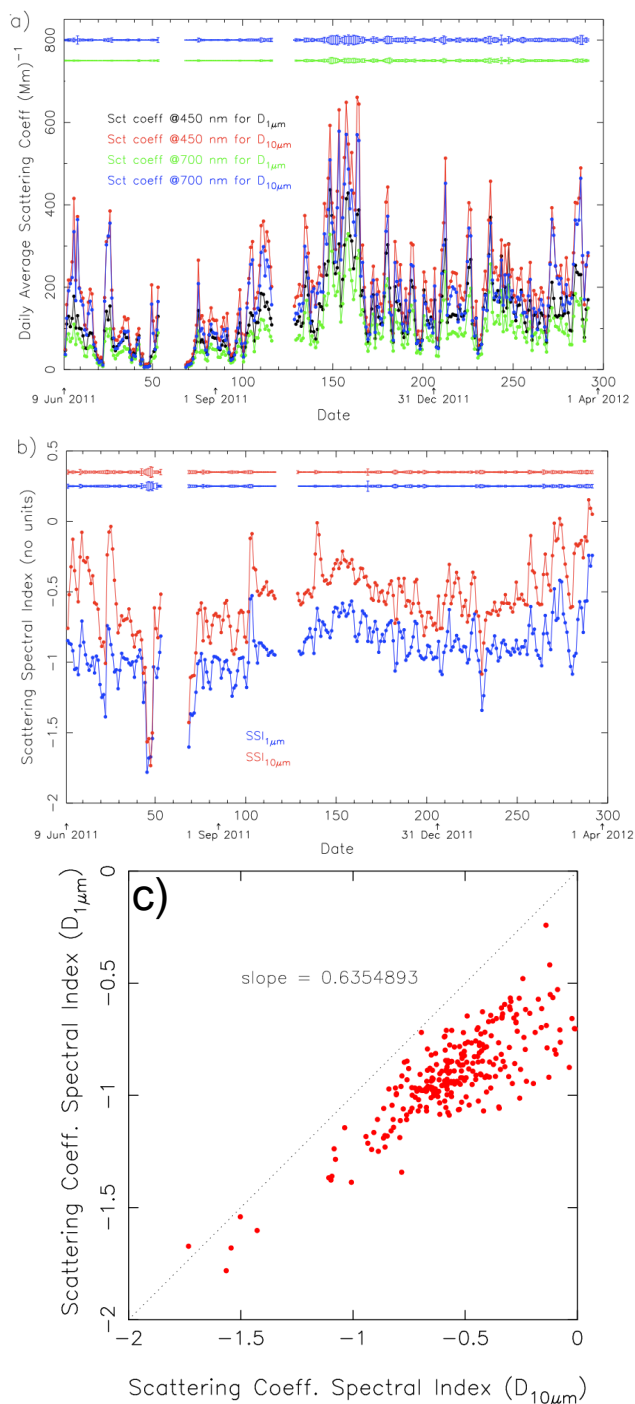 a)
Daily Average Scattering Coeff (Mm)⁻¹
800
600
400
200
0
Sct coeff @450 nm for D1μm
Sct coeff @450 nm for D10μm
Sct coeff @700 nm for D1μm
Sct coeff @700 nm for D10μm
50 100 150 200 250 300
9 Jun 2011 1 Sep 2011 31 Dec 2011 1 Apr 2012
Date
b)
Scattering Spectral Index (no units)
0.5
0
−0.5
−1
−1.5
−2
SSI1μm
SSI10μm
50 100 150 200 250 300
9 Jun 2011 1 Sep 2011 31 Dec 2011 1 Apr 2012
Date
c)
Scattering Coeff. Spectral Index (D1μm)
0
−0.5
−1
−1.5
−2
slope = 0.6354893
−2 −1.5 −1 −0.5 0
Scattering Coeff. Spectral Index (D10μm)